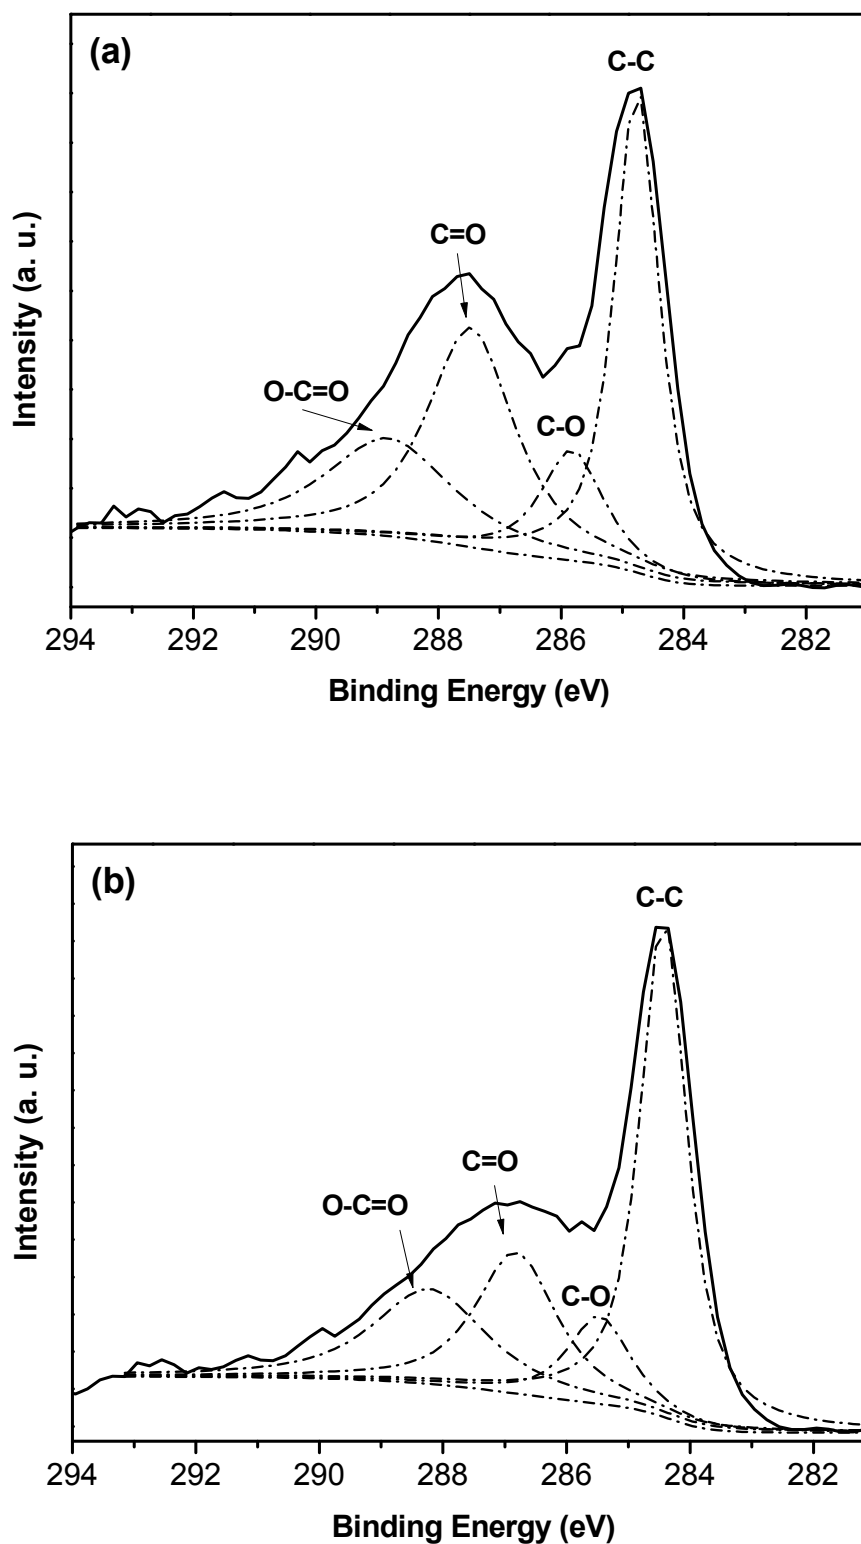 (a)
C-C
C=O
O-C=O
C-O
Intensity (a. u.)
294 292 290 288 286 284 282
Binding Energy (eV)
(b)
C-C
C=O
O-C=O
C-O
Intensity (a. u.)
294 292 290 288 286 284 282
Binding Energy (eV)